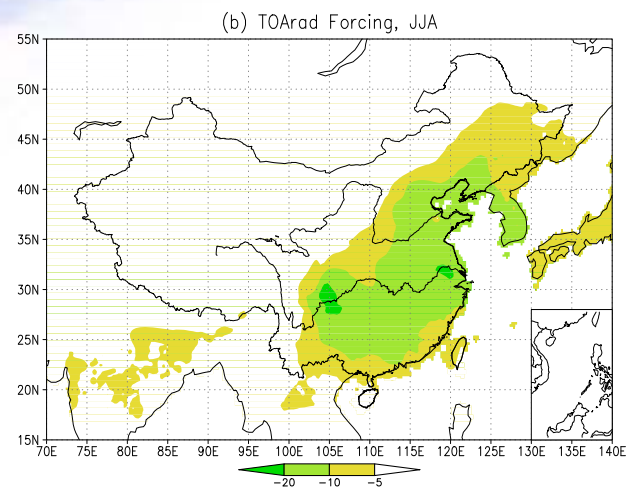 (b) TOArad Forcing, JJA
55N
50N
45N
40N
35N
30N
25N
20N
15N
70E 75E 80E 85E 90E 95E 100E 105E 110E 115E 120E 125E 130E 135E 140E
-20 -10 -5